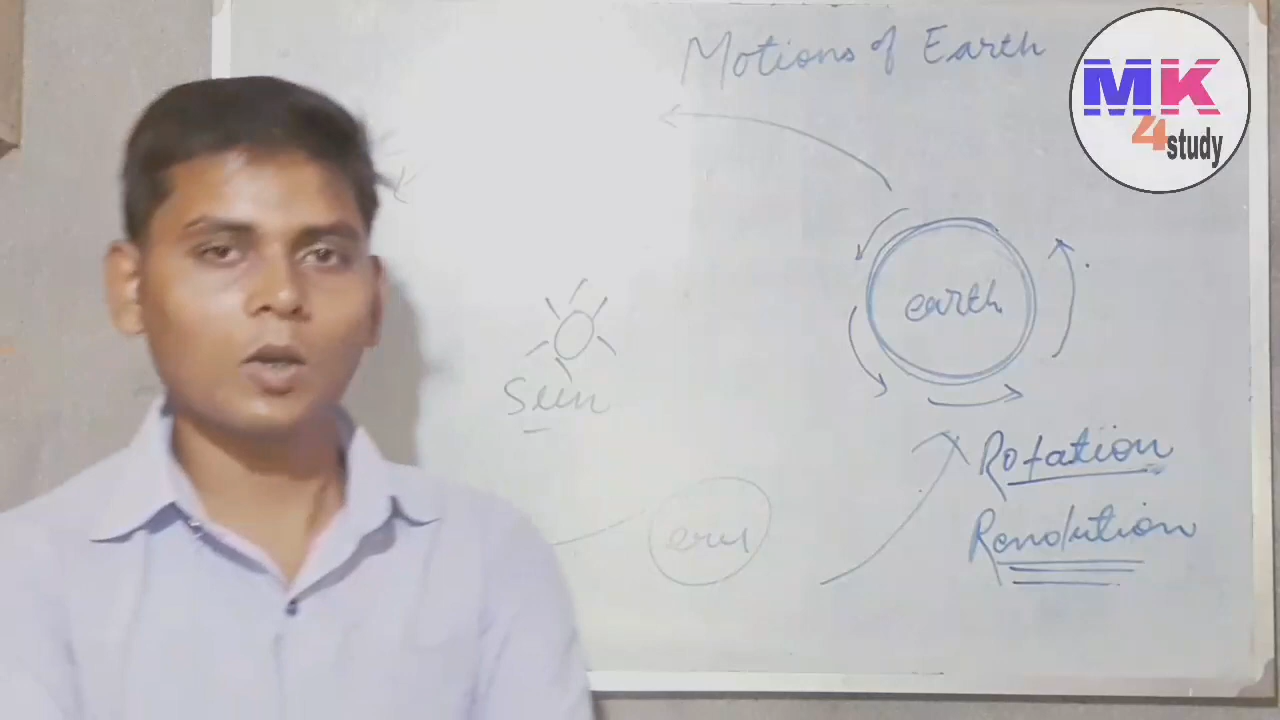 Motions of Earth
MK
4study
earth
Sun
Rotation
Revolution